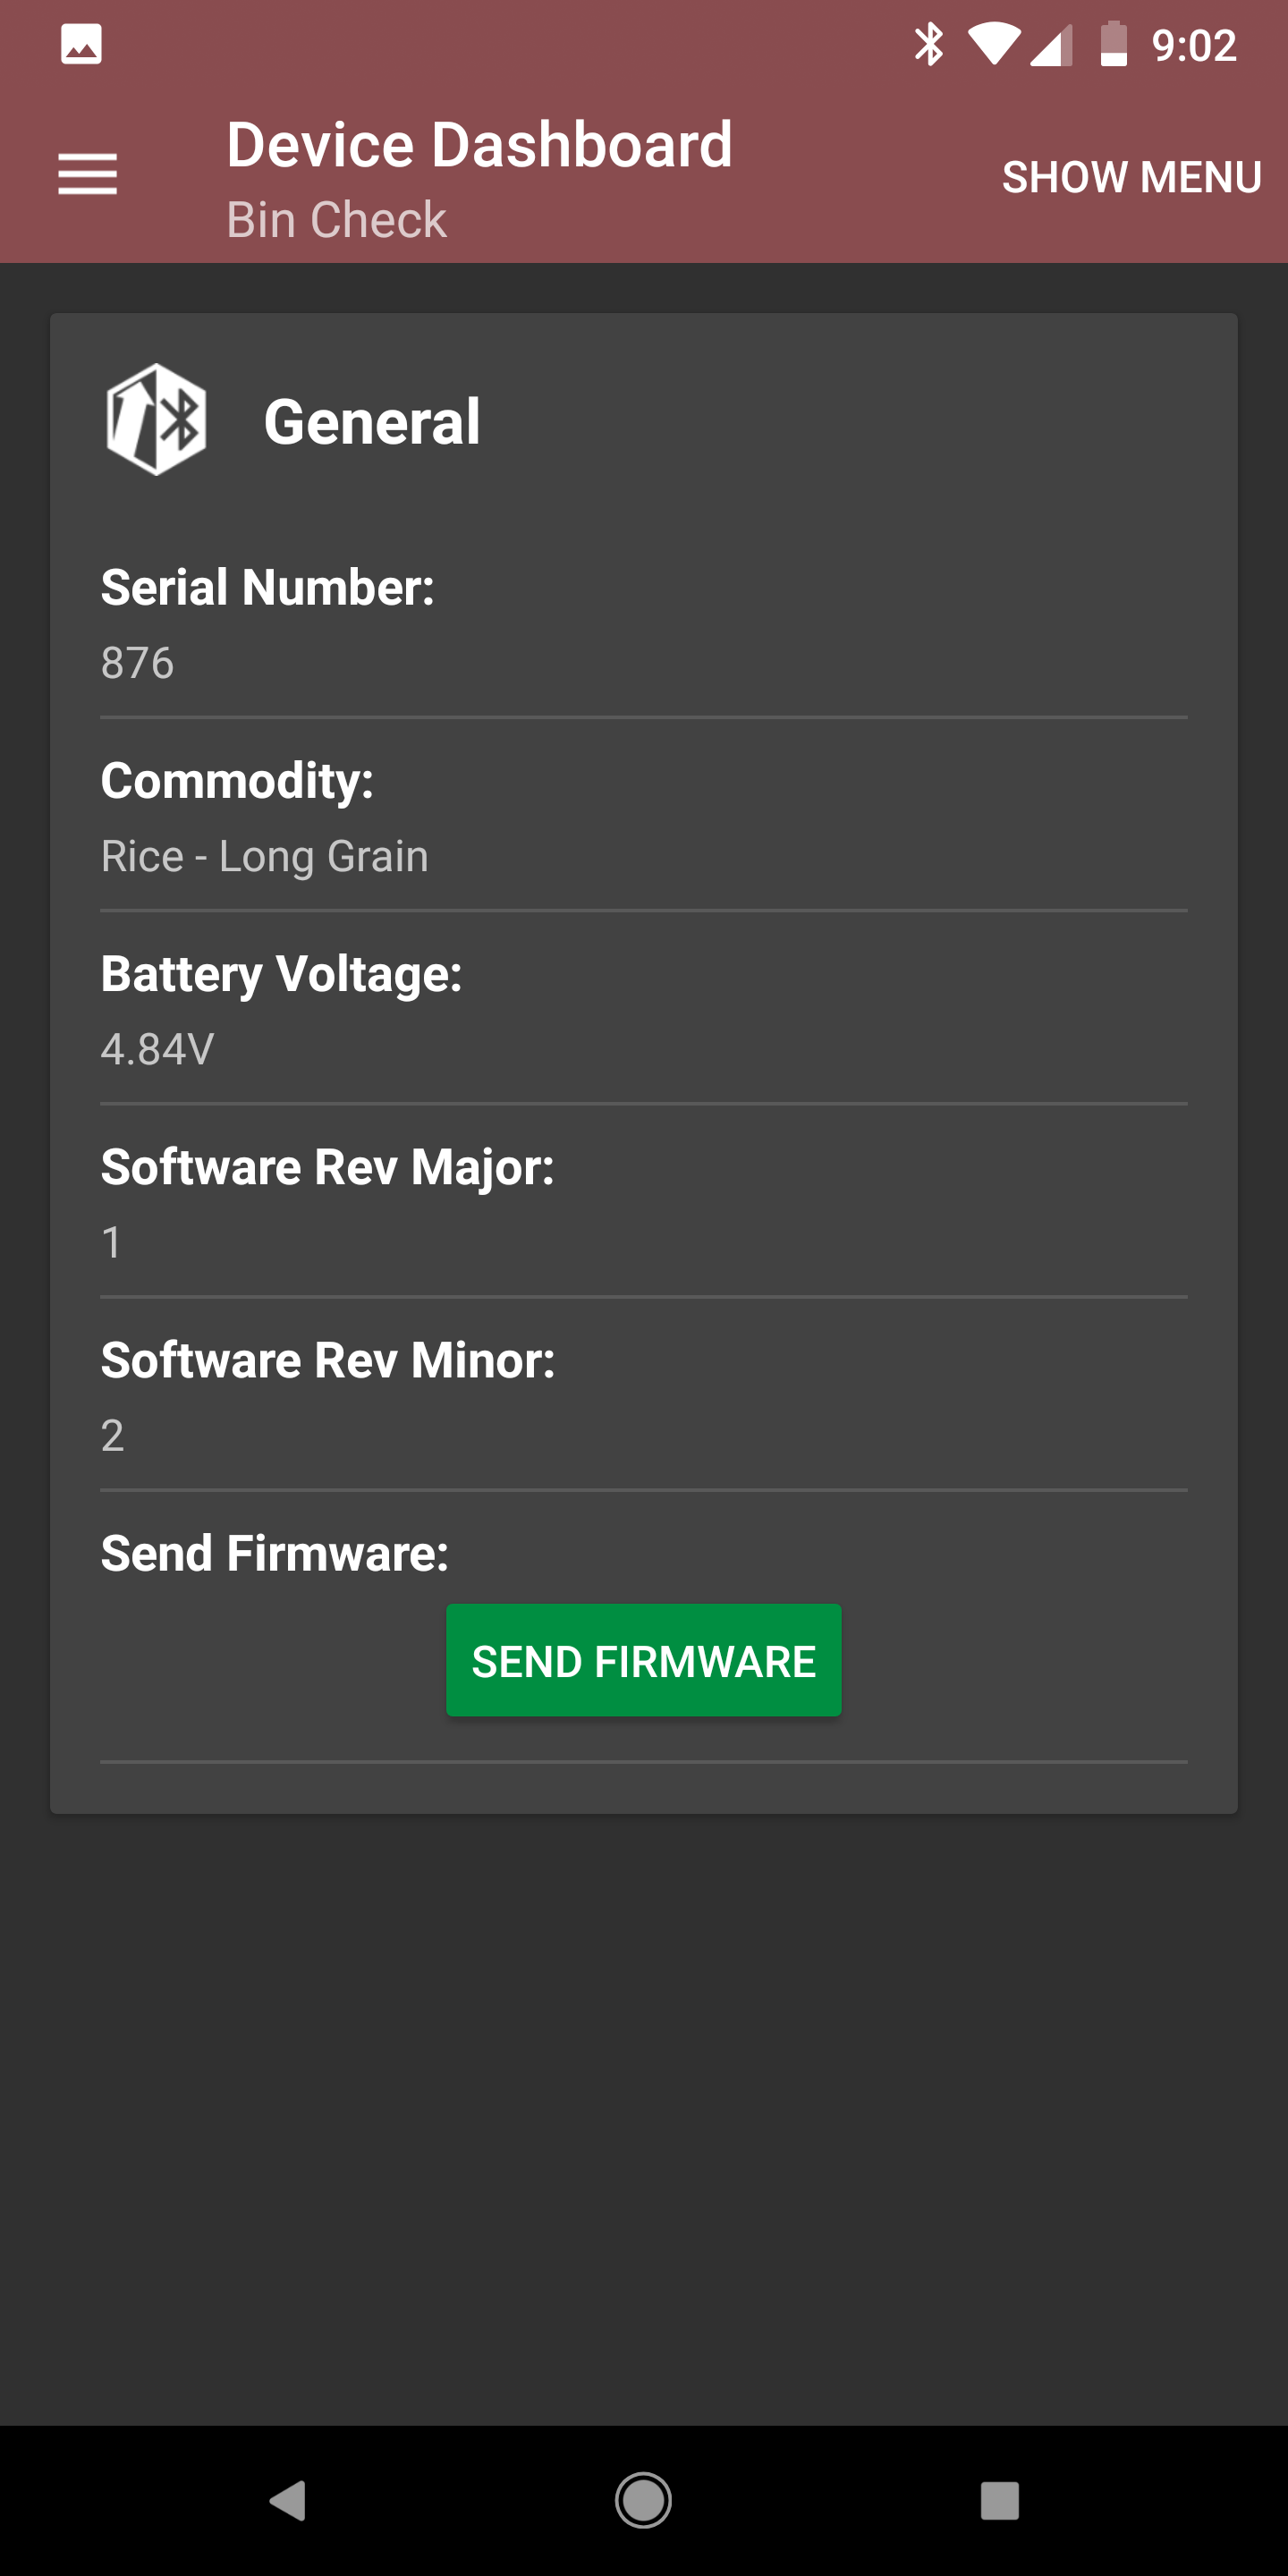 9:02
Device Dashboard
Bin Check
SHOW MENU
General
Serial Number:
876
Commodity:
Rice - Long Grain
Battery Voltage:
4.84V
Software Rev Major:
1
Software Rev Minor:
2
Send Firmware:
SEND FIRMWARE